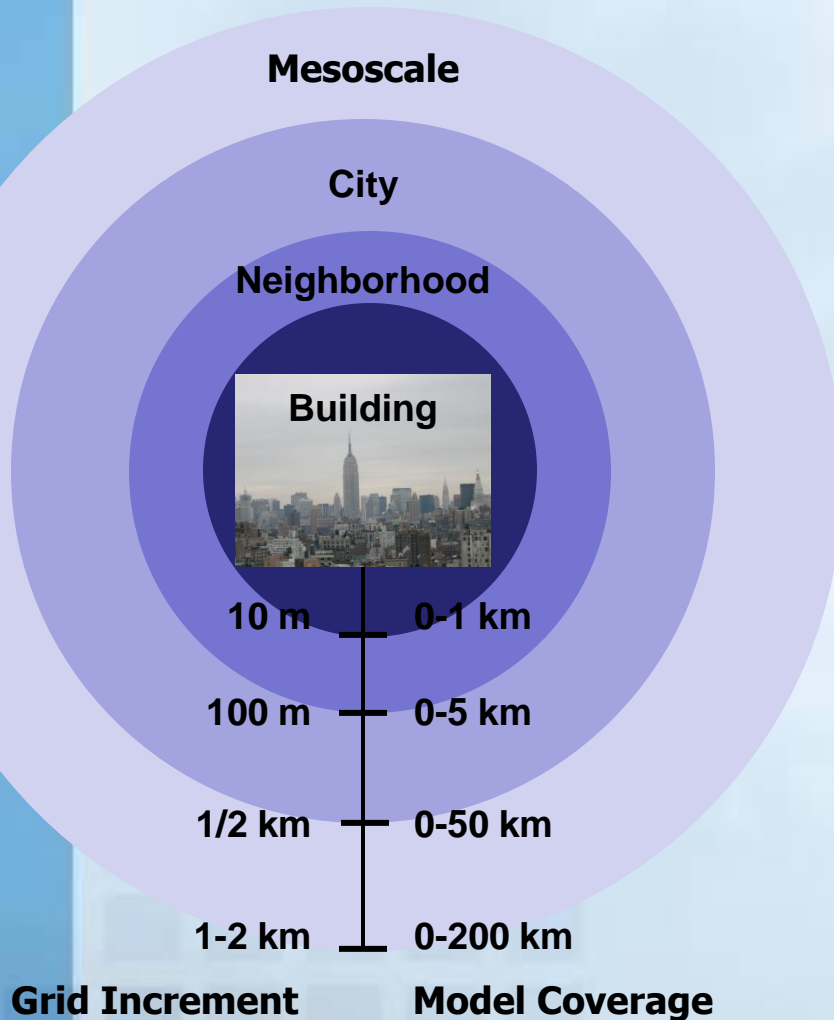 Mesoscale
City
Neighborhood
Building
10 m 0-1 km
100 m 0-5 km
1/2 km 0-50 km
1-2 km 0-200 km
Grid Increment Model Coverage